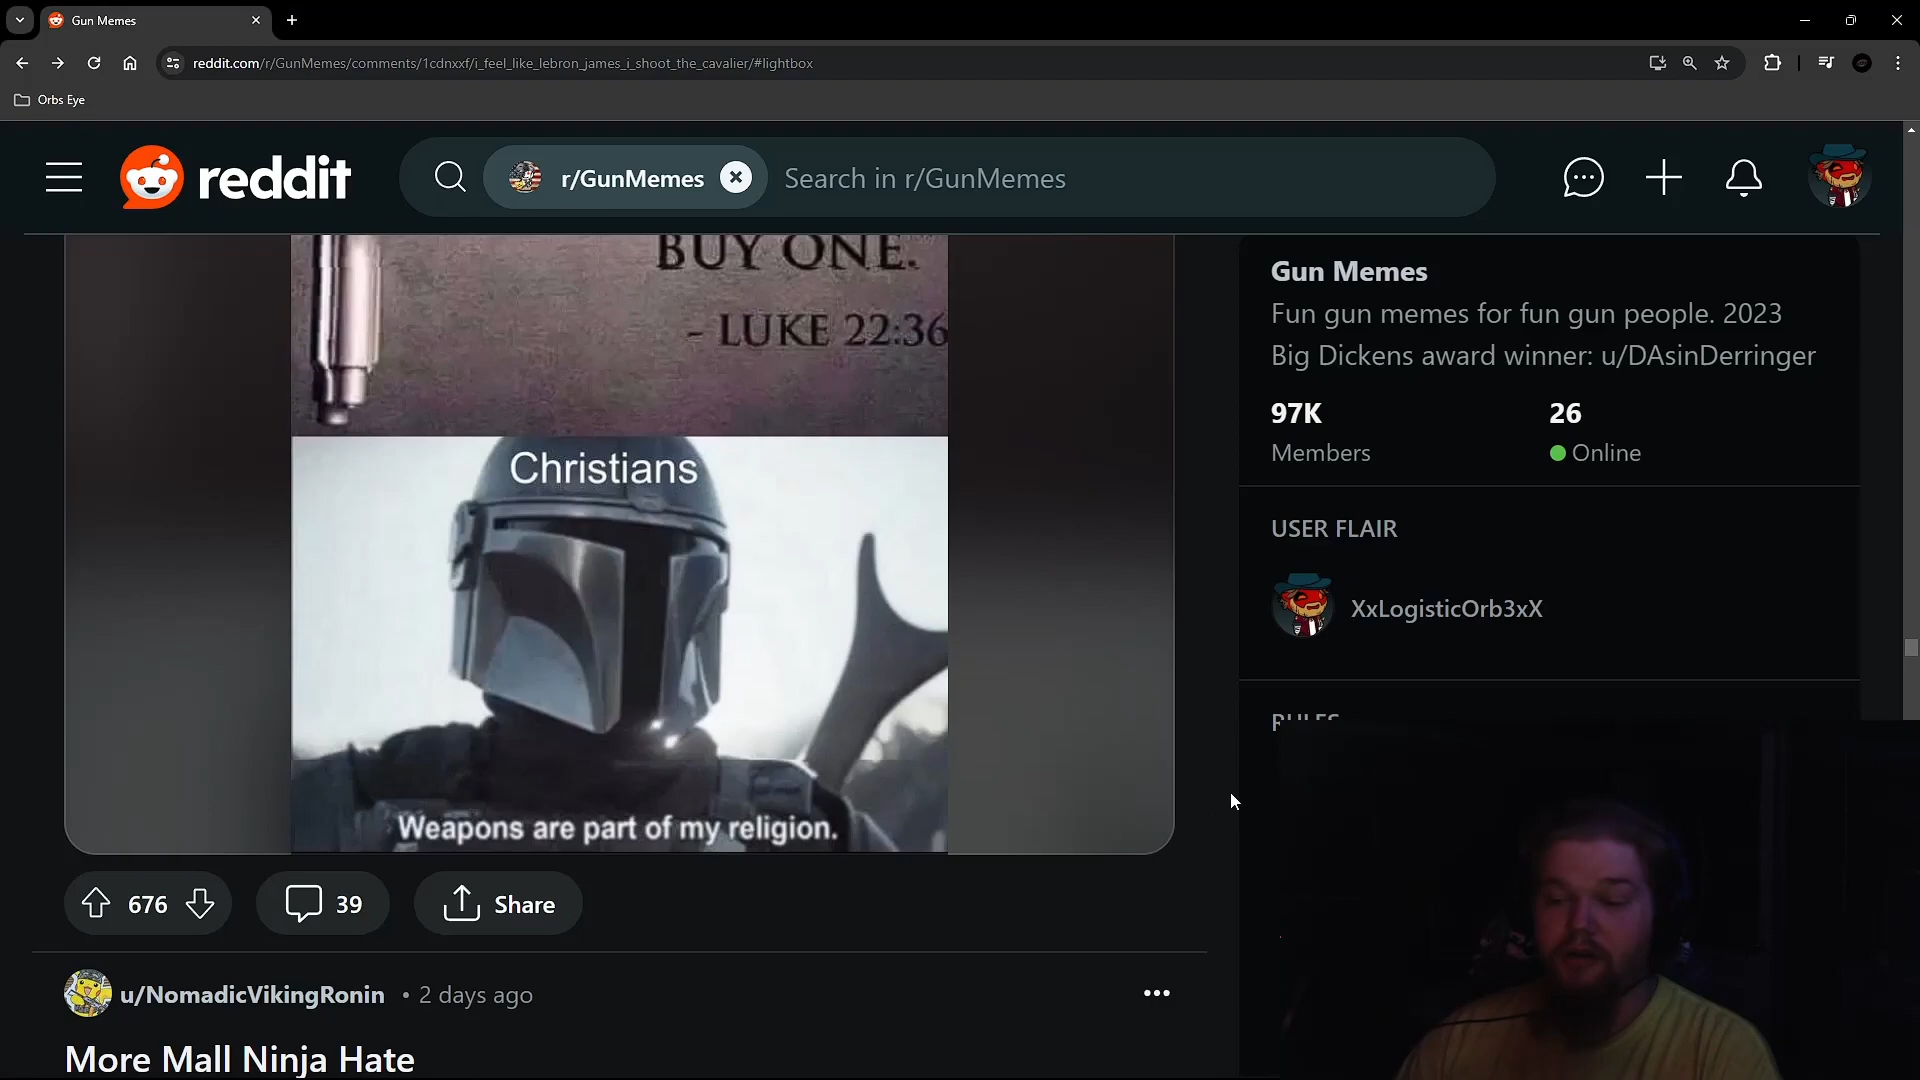 Gun Memes
reddit.com/r/GunMemes/comments/1cdnxxf/i_feel_like_lebron_james_i_shoot_the_cavalier/#lightbox
Orbs Eye
reddit
r/GunMemes
Search in r/GunMemes
BUY ONE.
- LUKE 22:36
Christians
Weapons are part of my religion.
676
39
Share
u/NomadicVikingRonin • 2 days ago
More Mall Ninja Hate
Gun Memes
Fun gun memes for fun gun people. 2023
Big Dickens award winner: u/DAsinDerringer
97K
26
Members
Online
USER FLAIR
XxLogisticOrb3xX
RULES